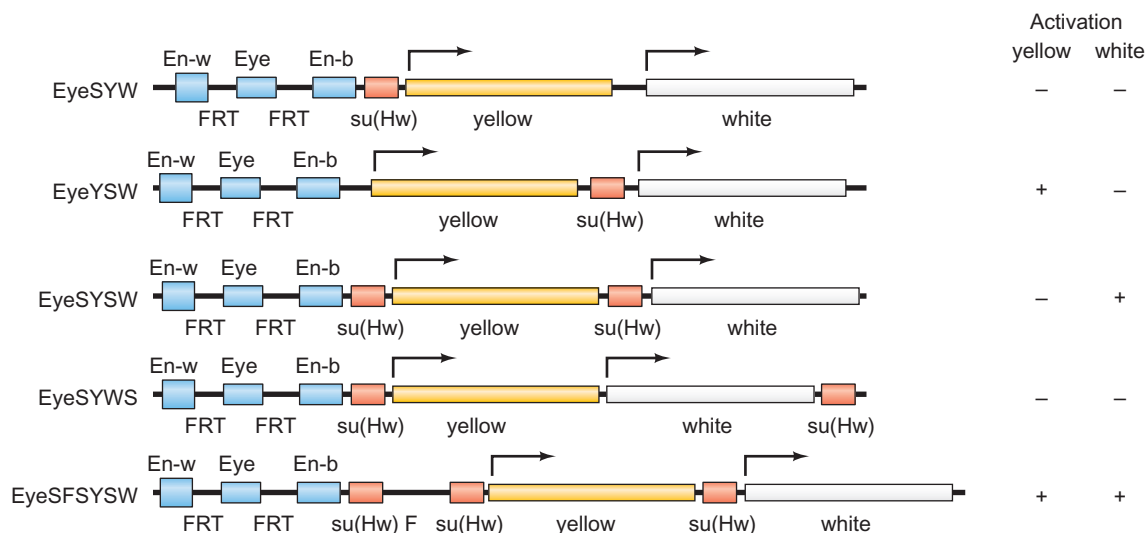 Activation
yellow white
En-w Eye En-b
EyeSYW – –
FRT FRT su(Hw) yellow white
En-w Eye En-b
EyeYSW + –
FRT FRT yellow su(Hw) white
En-w Eye En-b
EyeSYSW – +
FRT FRT su(Hw) yellow su(Hw) white
En-w Eye En-b
EyeSYWS – –
FRT FRT su(Hw) yellow white su(Hw)
En-w Eye En-b
EyeSFSYSW + +
FRT FRT su(Hw) F su(Hw) yellow su(Hw) white